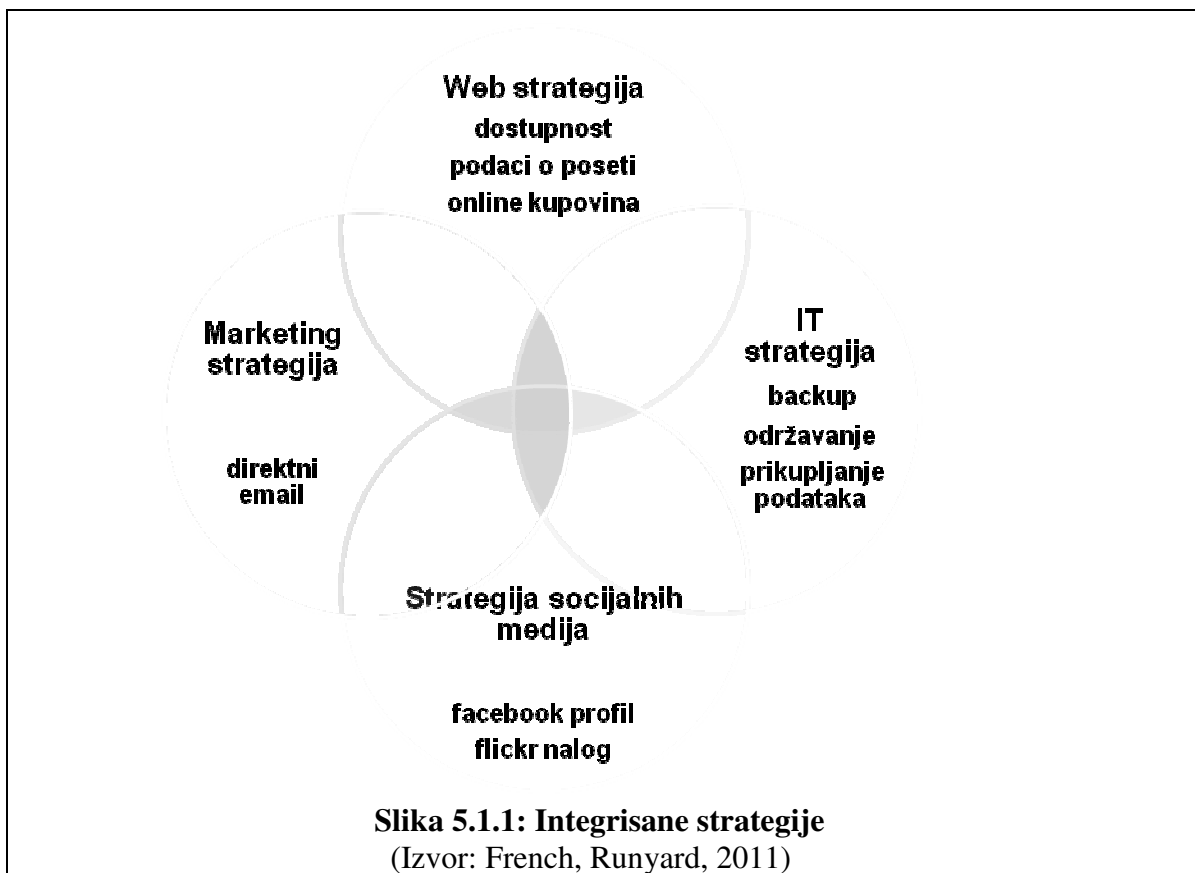 Web strategija
dostupnost
podaci o poseti
online kupovina
Marketing
strategija
direktni
email
IT
strategija
backup
održavanje
prikupljanje
podataka
Strategija socijalnih
medija
facebook profil
flickr nalog
Slika 5.1.1: Integrisane strategije
(Izvor: French, Runyard, 2011)